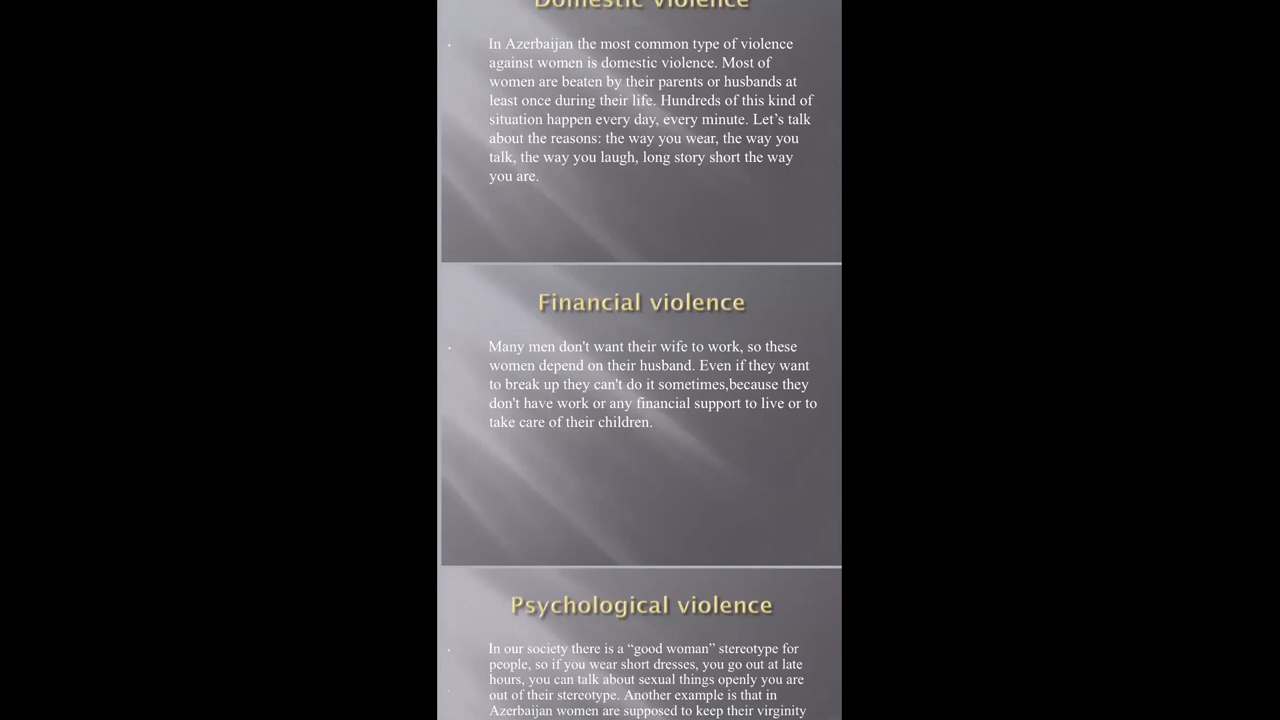 Domestic violence
In Azerbaijan the most common type of violence
against women is domestic violence. Most of
women are beaten by their parents or husbands at
least once during their life. Hundreds of this kind of
situation happen every day, every minute. Let’s talk
about the reasons: the way you wear, the way you
talk, the way you laugh, long story short the way
you are.
Financial violence
Many men don't want their wife to work, so these
women depend on their husband. Even if they want
to break up they can't do it sometimes,because they
don't have work or any financial support to live or to
take care of their children.
Psychological violence
In our society there is a “good woman” stereotype for
people, so if you wear short dresses, you go out at late
hours, you can talk about sexual things openly you are
out of their stereotype. Another example is that in
Azerbaijan women are supposed to keep their virginity